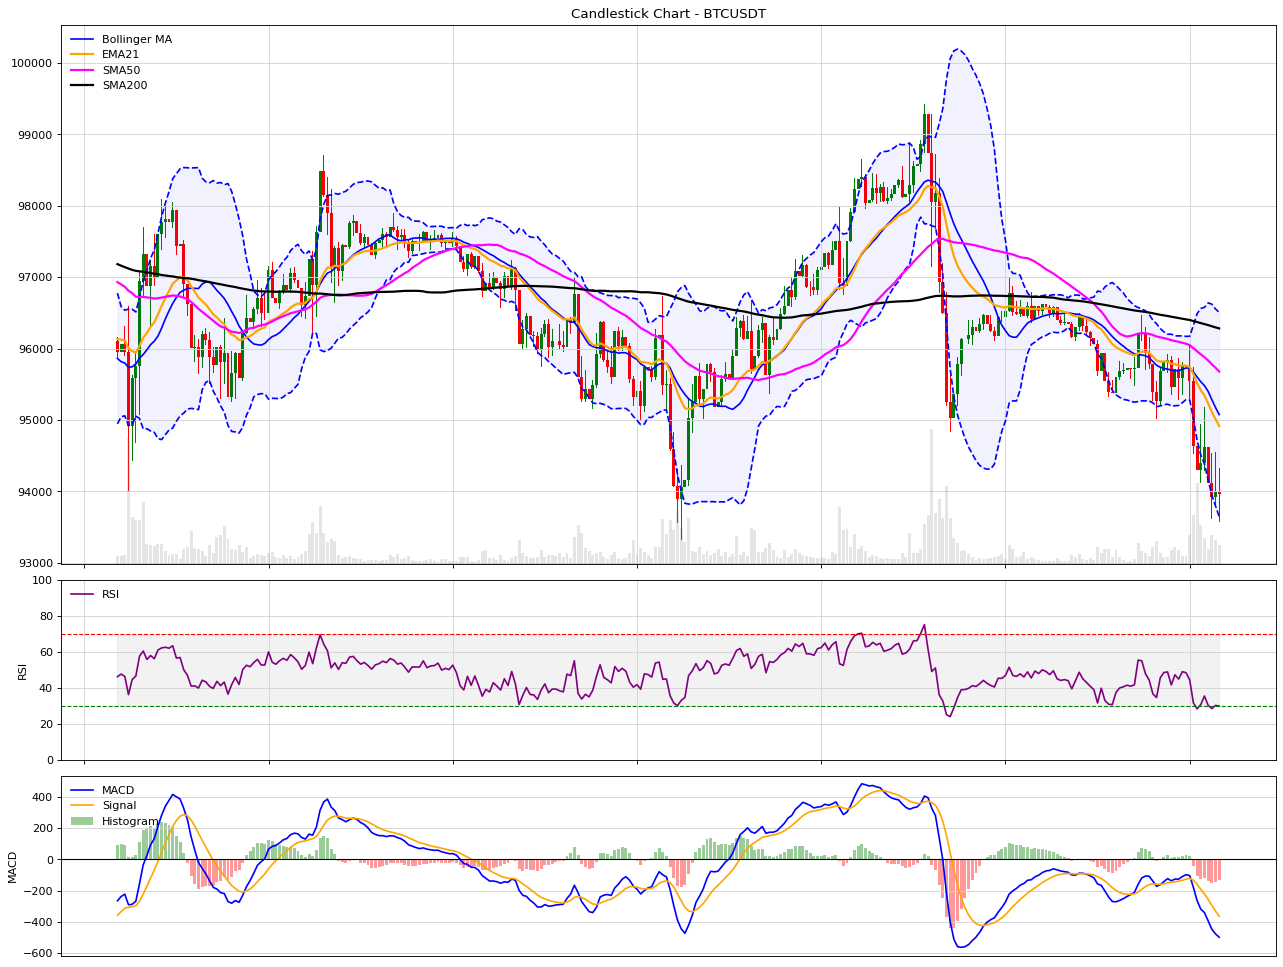 Candlestick Chart - BTCUSDT
Bollinger MA
EMA21
SMA50
SMA200
100000
99000
98000
97000
96000
95000
94000
93000
RSI
100
80
60
40
20
0
RSI
MACD
Signal
Histogram
400
200
0
−200
−400
−600
MACD